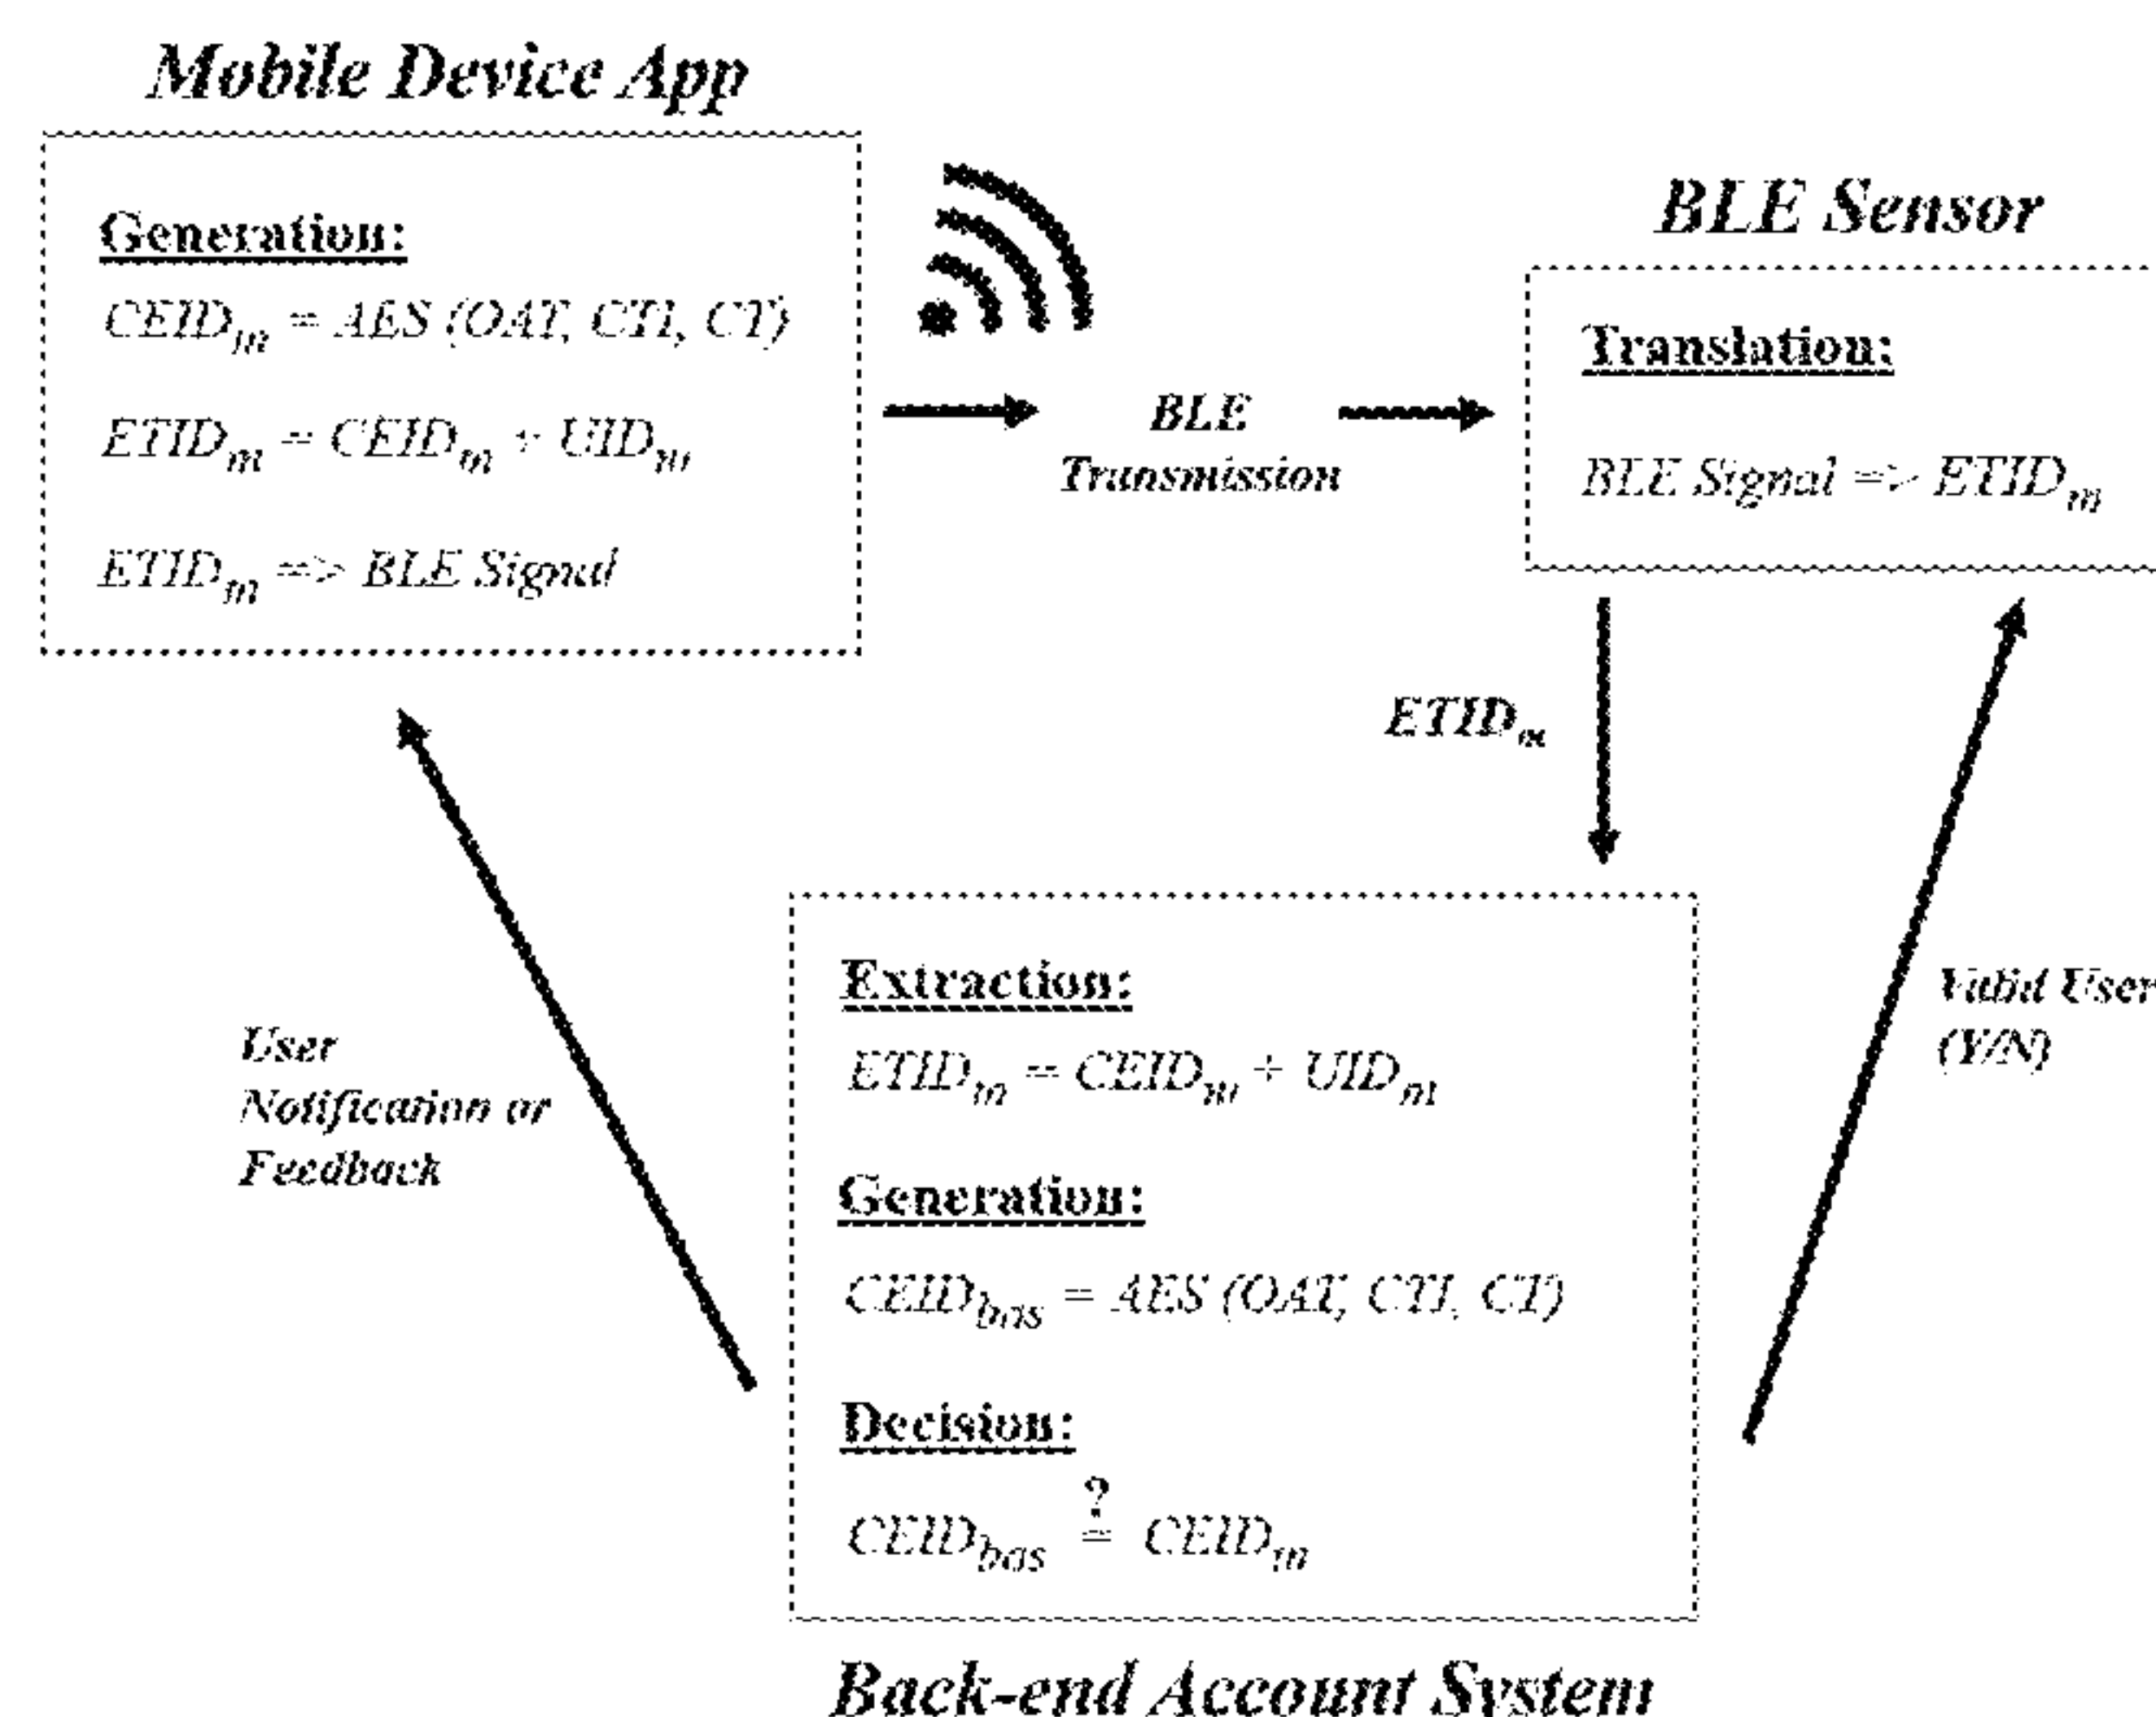 Mobile Device App
Generation:
CEID_m = AES (OAT, CTI, CT)
ETID_m = CEID_m + UID_m
ETID_m => BLE Signal
BLE
Transmission
BLE Sensor
Translation:
BLE Signal => ETID_m
ETID_m
Valid User
(Y/N)
User
Notification or
Feedback
Extraction:
ETID_m = CEID_m + UID_m
Generation:
CEID_bas = AES (OAT, CTI, CT)
Decision:
CEID_bas ?= CEID_m
Back-end Account System